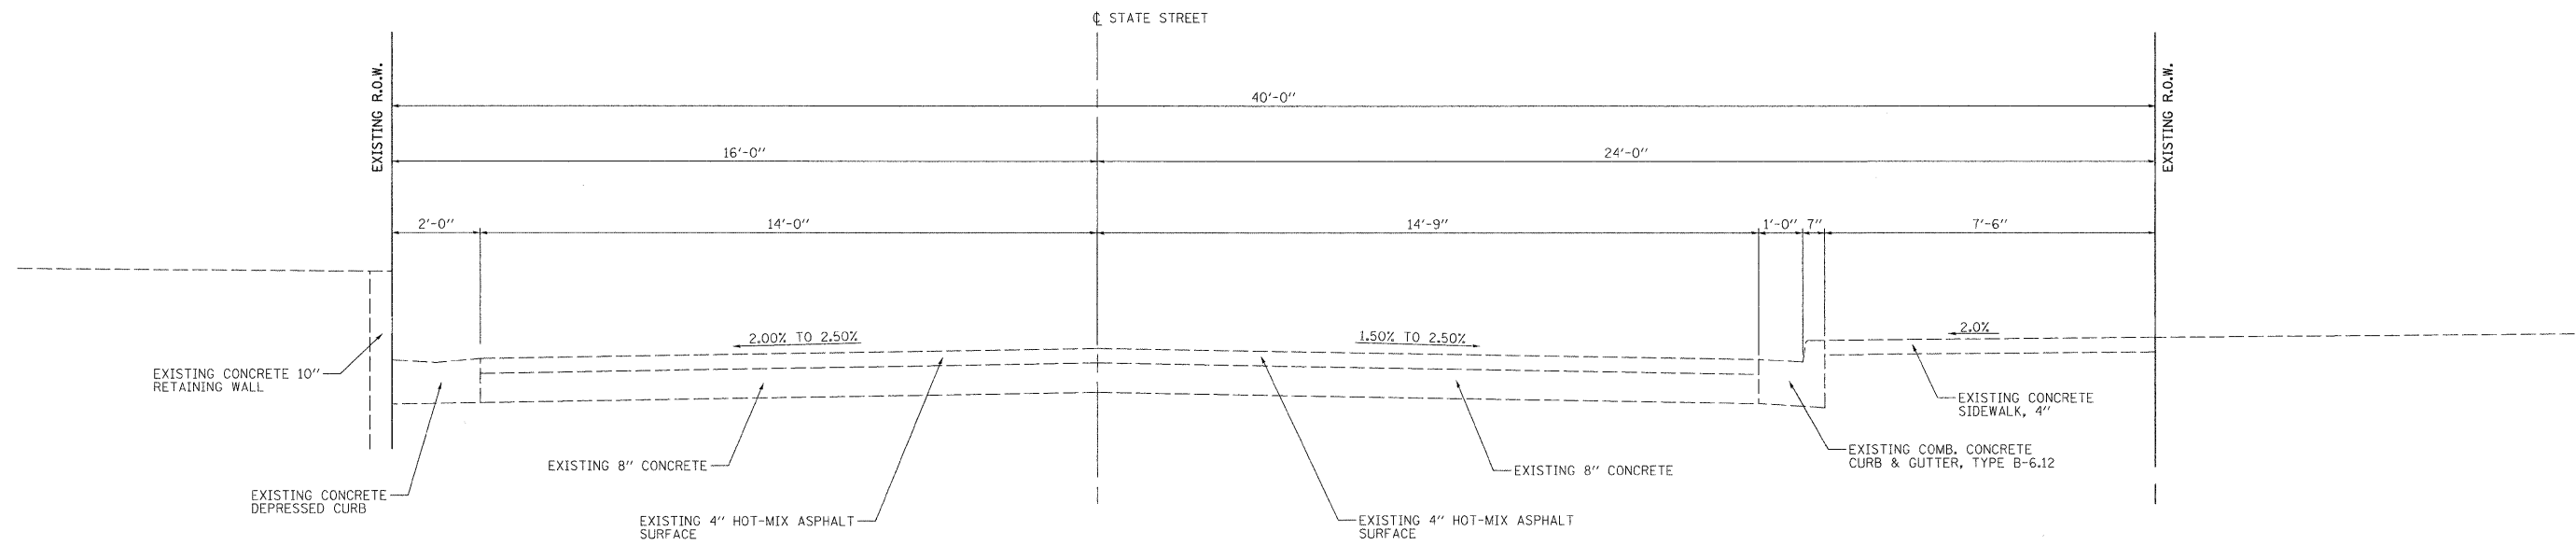 ℄ STATE STREET
EXISTING R.O.W.
EXISTING R.O.W.
40'-0"
16'-0"
24'-0"
2'-0"
14'-0"
14'-9"
1'-0"
7"
7'-6"
2.00% TO 2.50%
1.50% TO 2.50%
2.0%
EXISTING CONCRETE 10"
RETAINING WALL
EXISTING CONCRETE
SIDEWALK, 4"
EXISTING COMB. CONCRETE
CURB & GUTTER, TYPE B-6.12
EXISTING 8" CONCRETE
EXISTING 8" CONCRETE
EXISTING CONCRETE
DEPRESSED CURB
EXISTING 4" HOT-MIX ASPHALT
SURFACE
EXISTING 4" HOT-MIX ASPHALT
SURFACE